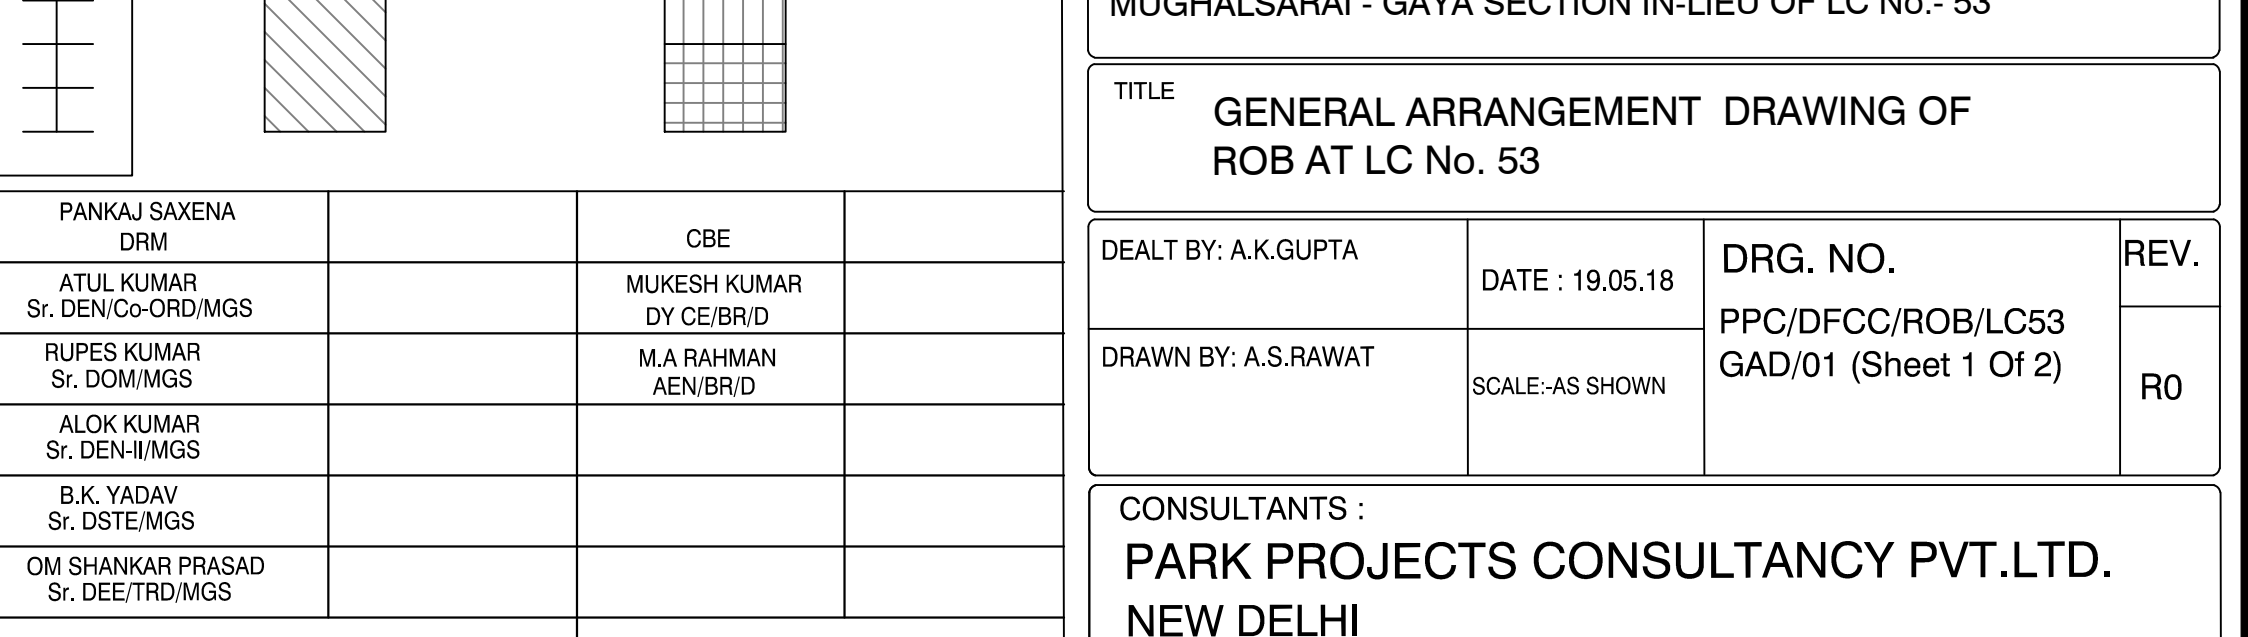 MUGHALSARAI - GAYA SECTION IN-LIEU OF LC No.- 53
TITLE
GENERAL ARRANGEMENT DRAWING OF
ROB AT LC No. 53
PANKAJ SAXENA
DRM
CBE
ATUL KUMAR
Sr. DEN/Co-ORD/MGS
MUKESH KUMAR
DY CE/BR/D
RUPES KUMAR
Sr. DOM/MGS
M.A RAHMAN
AEN/BR/D
ALOK KUMAR
Sr. DEN-II/MGS
B.K. YADAV
Sr. DSTE/MGS
OM SHANKAR PRASAD
Sr. DEE/TRD/MGS
DEALT BY: A.K.GUPTA
DATE : 19.05.18
DRAWN BY: A.S.RAWAT
SCALE:-AS SHOWN
DRG. NO.
PPC/DFCC/ROB/LC53
GAD/01 (Sheet 1 Of 2)
REV.
R0
CONSULTANTS :
PARK PROJECTS CONSULTANCY PVT.LTD.
NEW DELHI